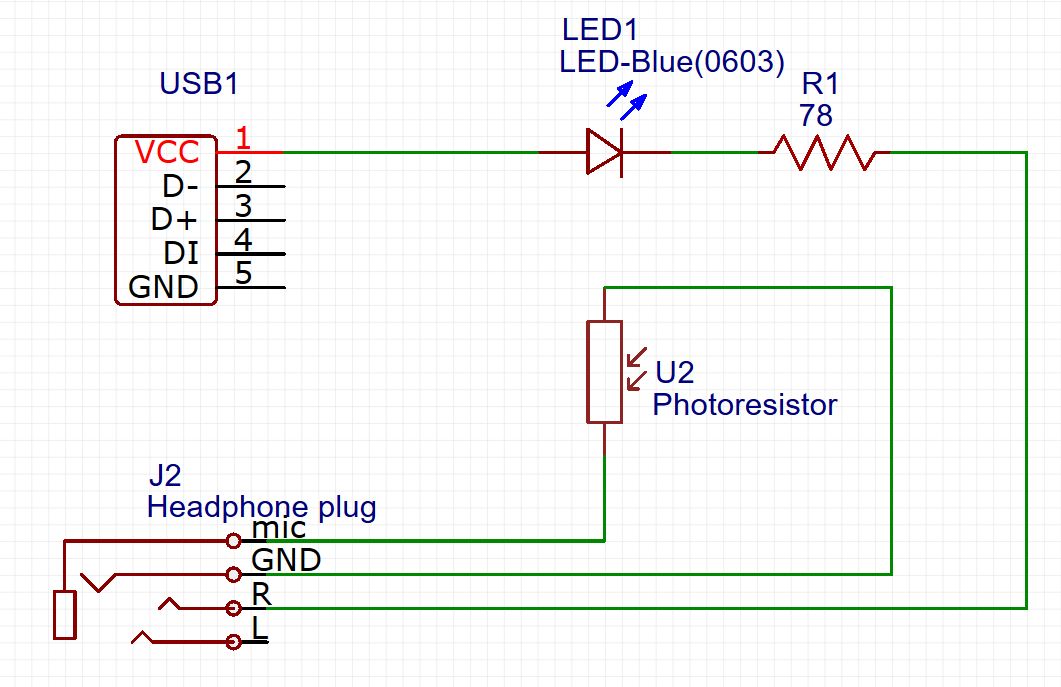 LED1
LED-Blue(0603)
USB1
R1
78
VCC 1
D- 2
D+ 3
DI 4
GND 5
U2
Photoresistor
J2
Headphone plug
mic
GND
R
L